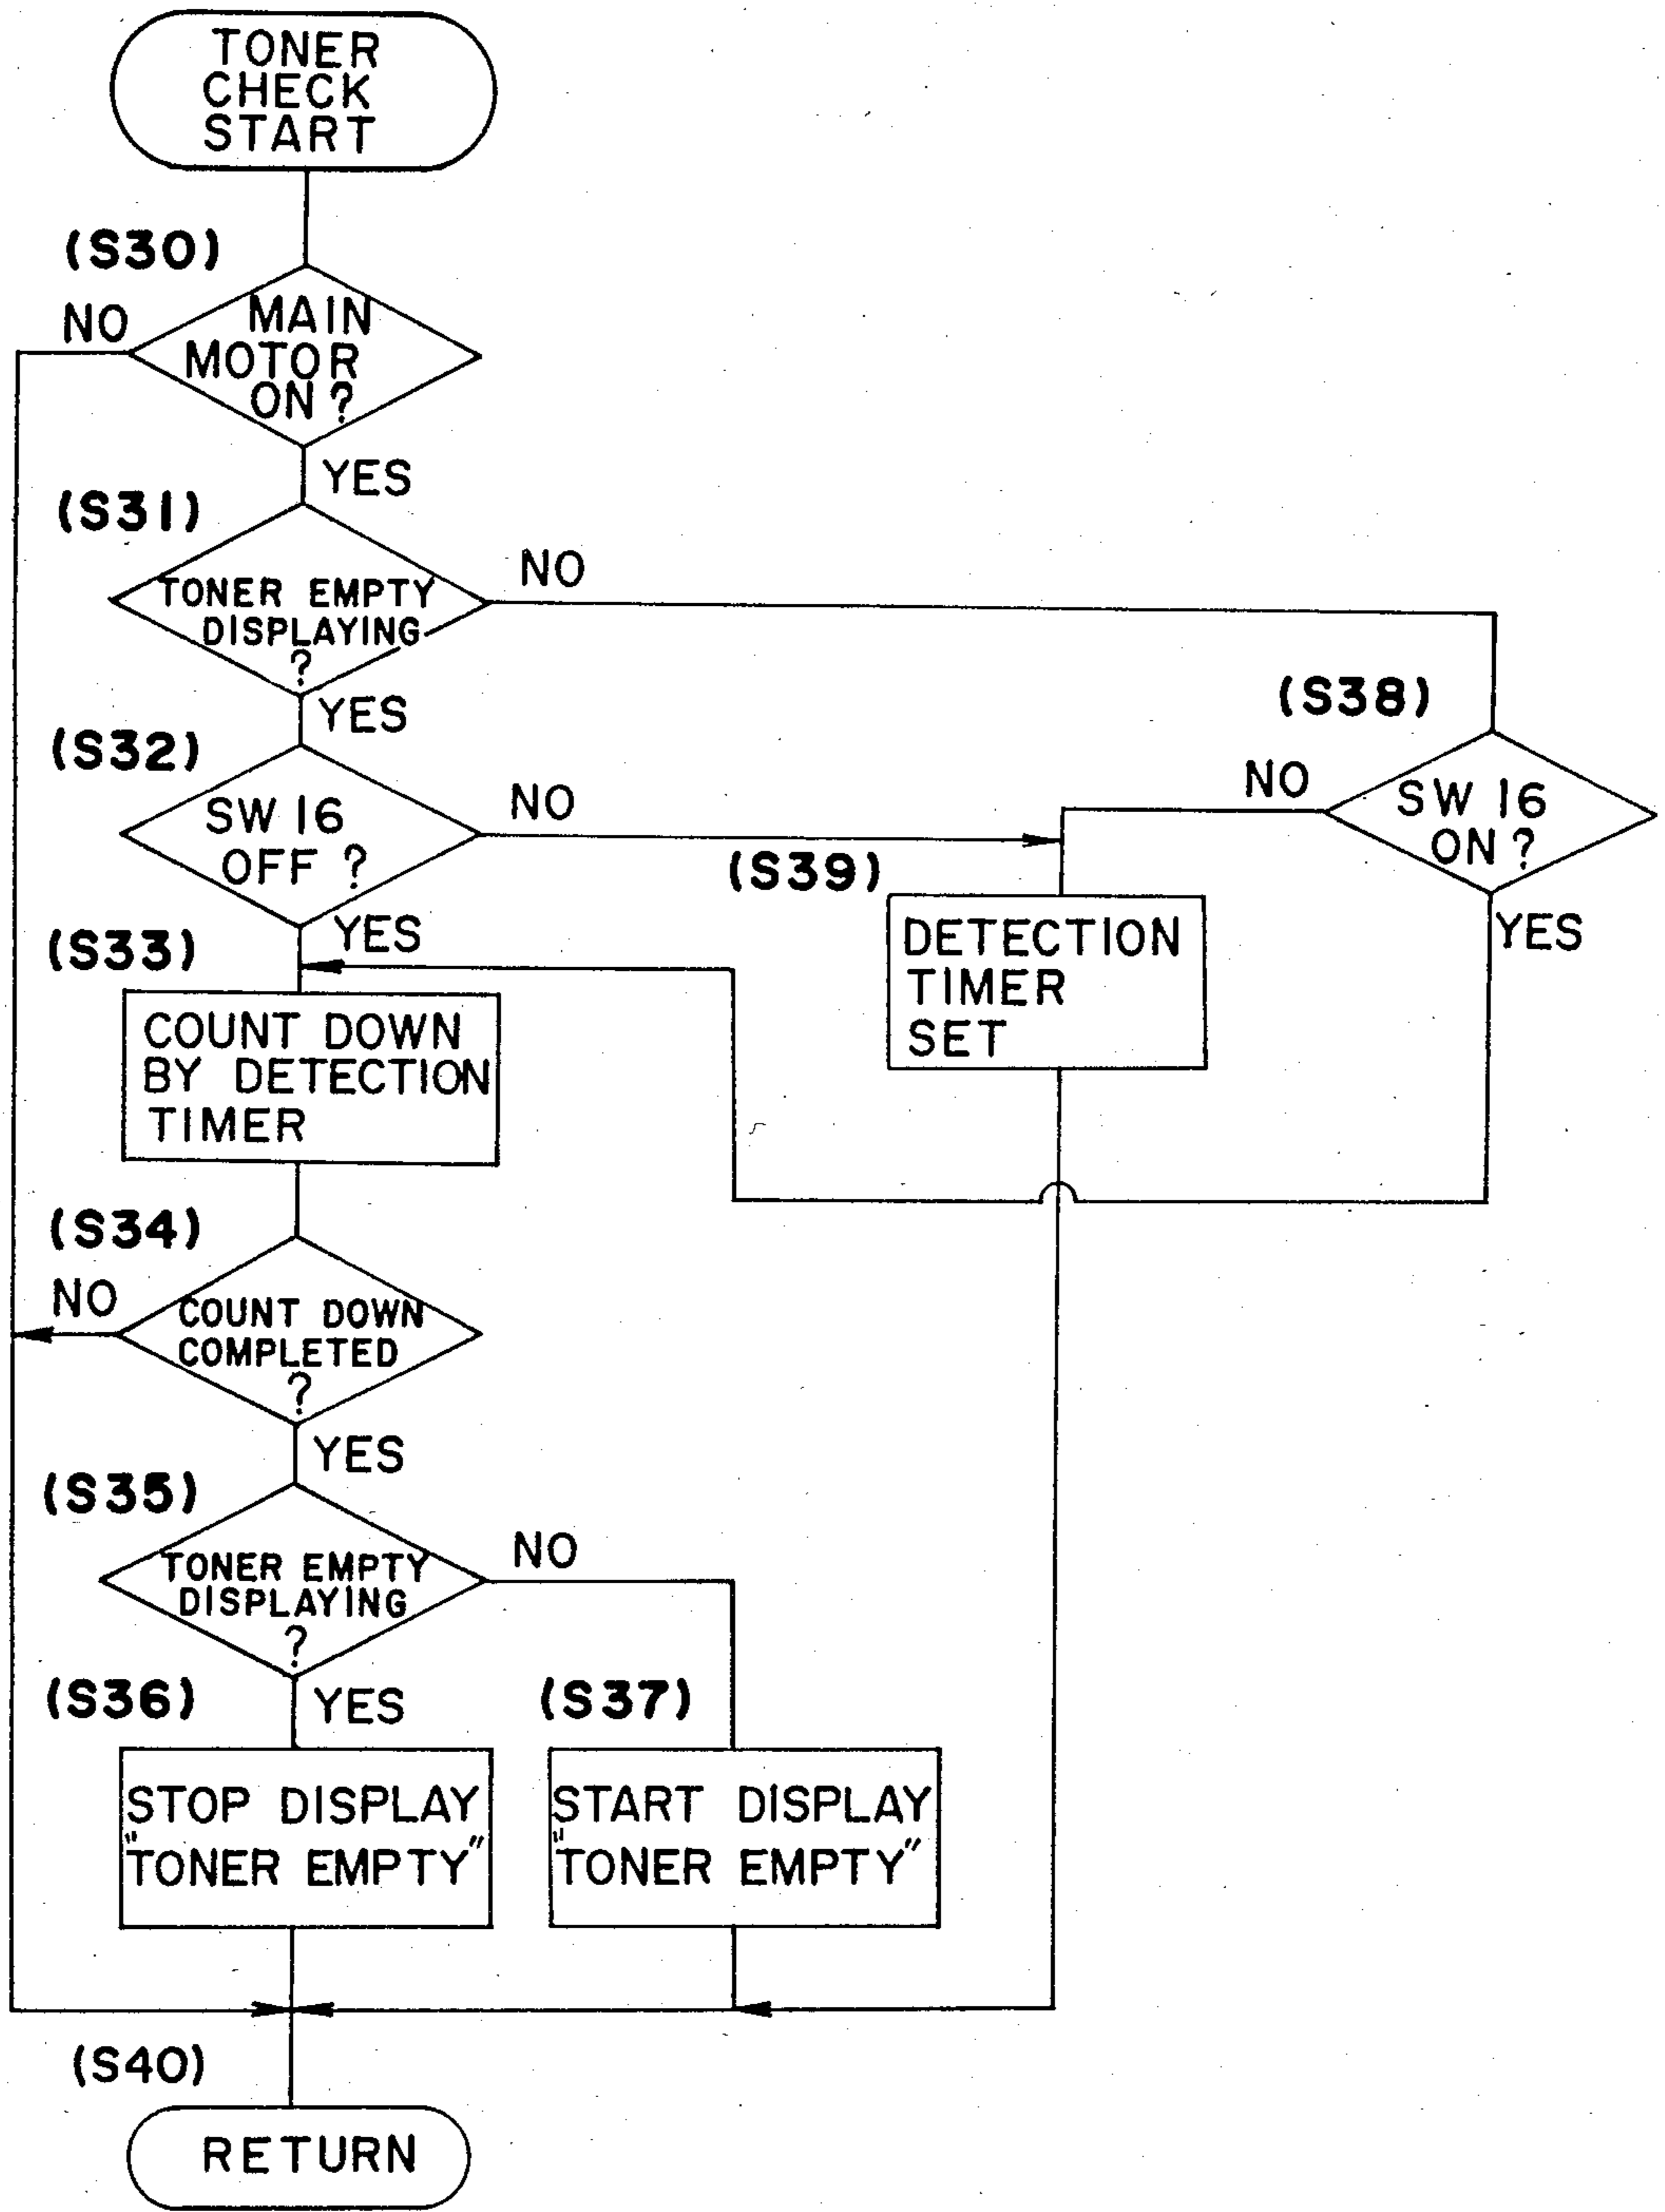 TONER
CHECK
START
(S30)
NO
MAIN
MOTOR
ON ?
YES
(S31)
NO
TONER EMPTY
DISPLAYING
?
YES
(S38)
(S32)
NO
SW 16
ON ?
NO
SW 16
OFF ?
(S39)
YES
YES
(S33)
DETECTION
TIMER
SET
COUNT DOWN
BY DETECTION
TIMER
(S34)
NO
COUNT DOWN
COMPLETED
?
YES
(S35)
NO
TONER EMPTY
DISPLAYING
?
(S36)
YES
(S37)
STOP DISPLAY
"TONER EMPTY"
START DISPLAY
"TONER EMPTY"
(S40)
RETURN